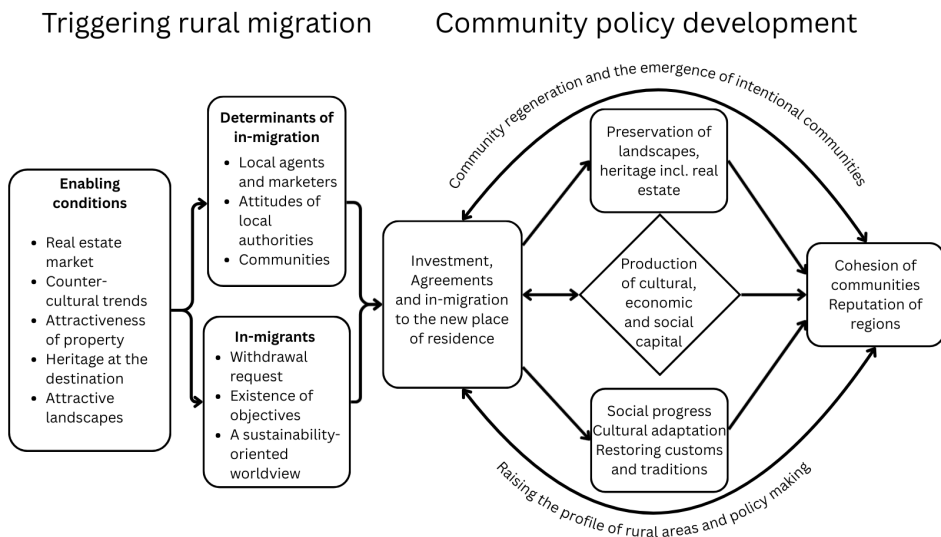 Triggering rural migration
Community policy development
Enabling
conditions
• Real estate
market
• Counter-
cultural trends
• Attractiveness
of property
• Heritage at the
destination
• Attractive
landscapes
Determinants of
in-migration
• Local agents
and marketers
• Attitudes of
local
authorities
• Communities
In-migrants
• Withdrawal
request
• Existence of
objectives
• A sustainability-
oriented
worldview
Investment,
Agreements
and in-migration
to the new place
of residence
Community regeneration and the emergence of intentional communities
Preservation of
landscapes,
heritage incl. real
estate
Production
of cultural,
economic
and social
capital
Social progress
Cultural adaptation
Restoring customs
and traditions
Cohesion of
communities
Reputation of
regions
Raising the profile of rural areas and policy making